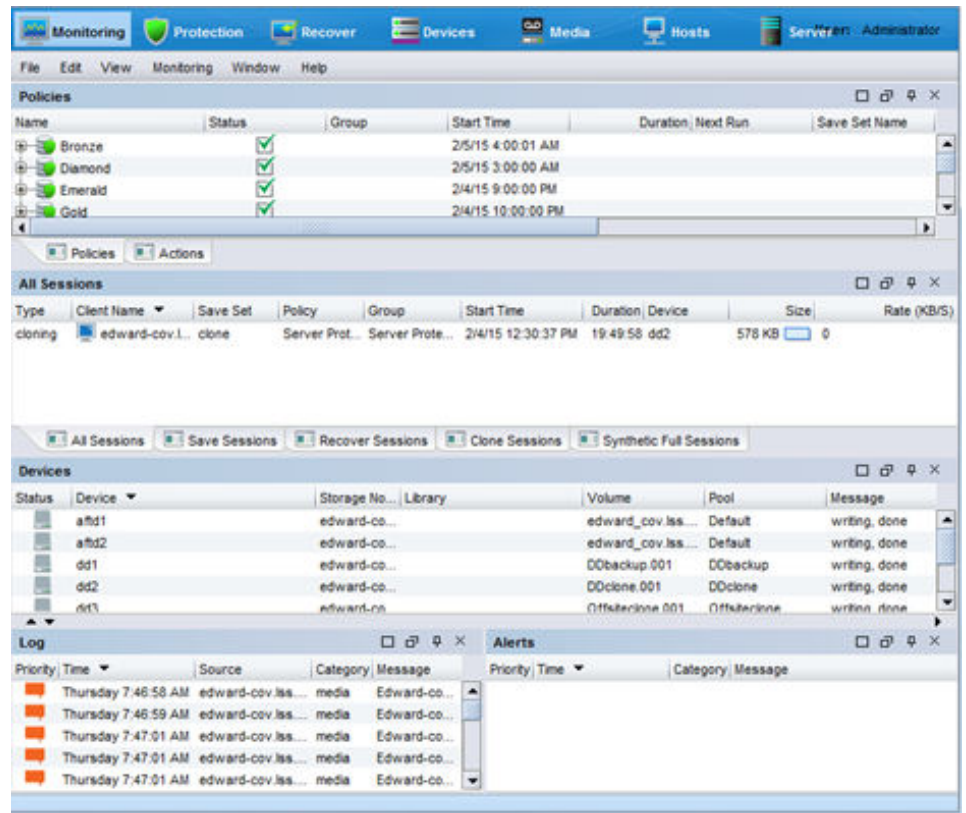 Monitoring Protection Recover Devices Media Hosts Server Administrator
File Edit View Monitoring Window Help
Policies
Name Status Group Start Time Duration Next Run Save Set Name
Bronze 2/5/15 4:00:01 AM
Diamond 2/5/15 3:00:00 AM
Emerald 2/4/15 9:00:00 PM
Gold 2/4/15 10:00:00 PM
Policies Actions
All Sessions
Type Client Name Save Set Policy Group Start Time Duration Device Size Rate (KB/S)
cloning edward-cov.l... clone Server Prot... Server Prote... 2/4/15 12:30:37 PM 19:49:58 dd2 578 KB 0
All Sessions Save Sessions Recover Sessions Clone Sessions Synthetic Full Sessions
Devices
Status Device Storage No... Library Volume Pool Message
aftd1 edward-co... edward_cov.lss.... Default writing, done
aftd2 edward-co... edward_cov.lss.... Default writing, done
dd1 edward-co... DDbackup.001 DDbackup writing, done
dd2 edward-co... DDclone.001 DDclone writing, done
dd3 edward-co Offsiteclone.001 Offsiteclone writing, done
Log Alerts
Priority Time Source Category Message Priority Time Category Message
Thursday 7:46:58 AM edward-cov.lss.... media Edward-co...
Thursday 7:46:59 AM edward-cov.lss.... media Edward-co...
Thursday 7:47:01 AM edward-cov.lss.... media Edward-co...
Thursday 7:47:01 AM edward-cov.lss.... media Edward-co...
Thursday 7:47:01 AM edward-cov.lss.... media Edward-co...